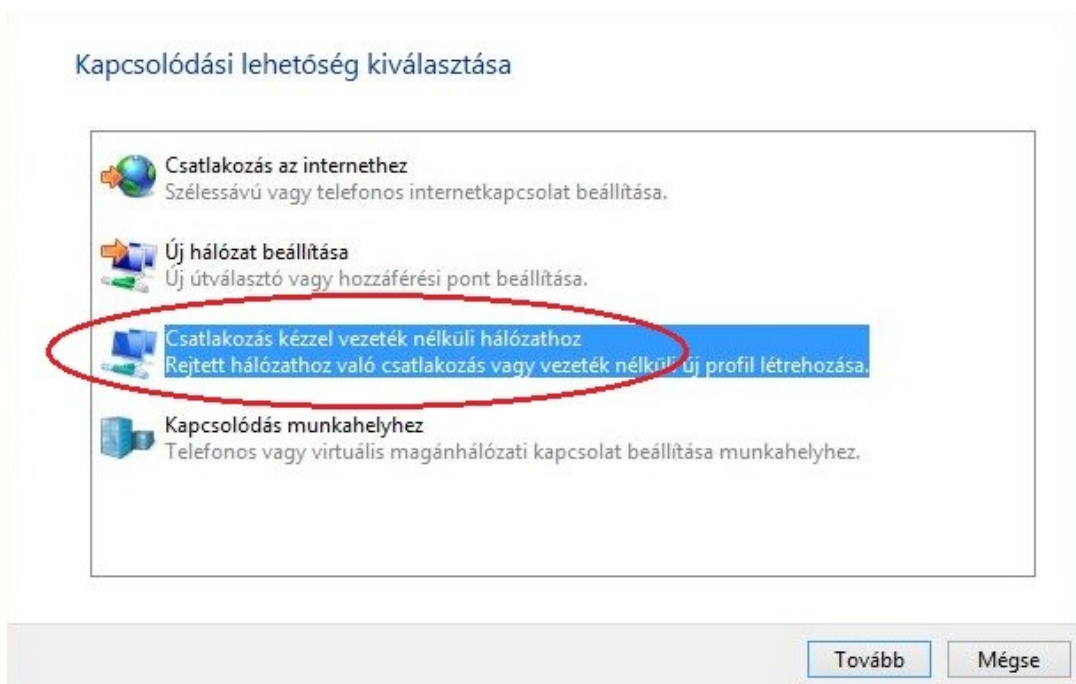 Kapcsolódási lehetőség kiválasztása
Csatlakozás az internethez
Szélessávú vagy telefonos internetkapcsolat beállítása.
Új hálózat beállítása
Új útválasztó vagy hozzáférési pont beállítása.
Csatlakozás kézzel vezeték nélküli hálózathoz
Rejtett hálózathoz való csatlakozás vagy vezeték nélküli új profil létrehozása.
Kapcsolódás munkahelyhez
Telefonos vagy virtuális magánhálózati kapcsolat beállítása munkahelyhez.
Tovább
Mégse